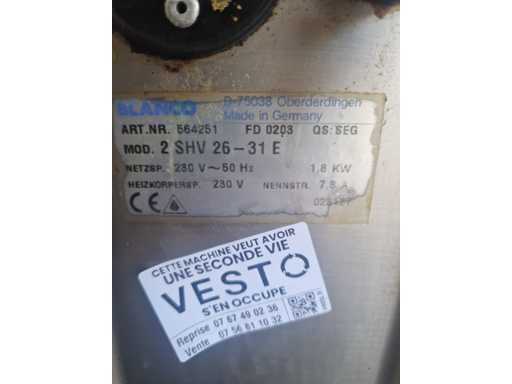 BLANCO
D-75038 Oberderdingen
Made in Germany
ART.NR. 564251 FD 0203 QS:SEG
MOD. 2 SHV 26-31 E
NETZSP. 230 V~50 Hz 1,8 KW
HEIZKÖRPERSP. 230 V NENNSTR. 7,8 A
CE
CETTE MACHINE VEUT AVOIR
UNE SECONDE VIE
VESTO
S'EN OCCUPE
Reprise 07 67 49 02 36
Vente 07 56 81 10 32